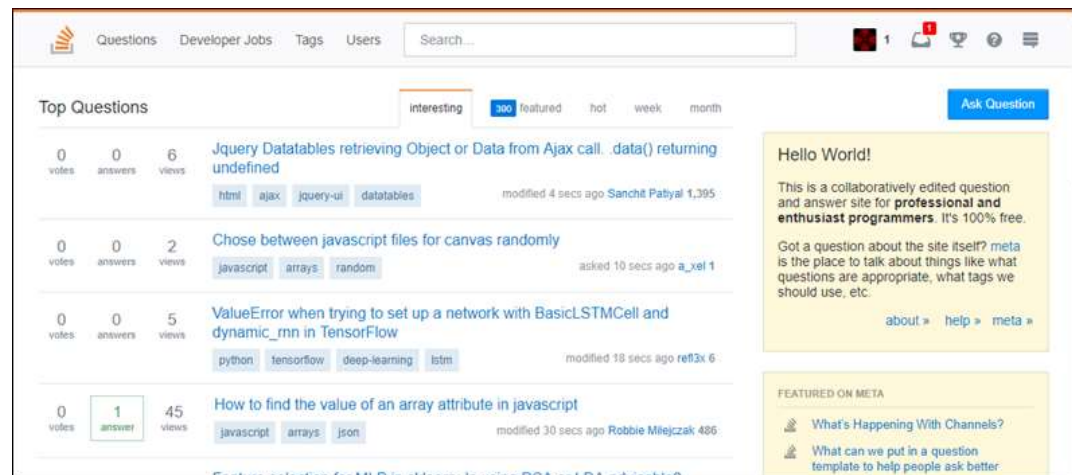 Questions Developer Jobs Tags Users Search... 1 1
Top Questions
interesting 300 featured hot week month
Ask Question
0 votes 0 answers 6 views
Jquery Datatables retrieving Object or Data from Ajax call. .data() returning
undefined
html ajax jquery-ui datatables
modified 4 secs ago Sanchit Patiyal 1,395
0 votes 0 answers 2 views
Chose between javascript files for canvas randomly
javascript arrays random
asked 10 secs ago a_xel 1
0 votes 0 answers 5 views
ValueError when trying to set up a network with BasicLSTMCell and
dynamic_rnn in TensorFlow
python tensorflow deep-learning lstm
modified 18 secs ago refl3x 6
0 votes 1 answer 45 views
How to find the value of an array attribute in javascript
javascript arrays json
modified 30 secs ago Robbie Milejczak 486
Hello World!
This is a collaboratively edited question
and answer site for professional and
enthusiast programmers. It's 100% free.
Got a question about the site itself? meta
is the place to talk about things like what
questions are appropriate, what tags we
should use, etc.
about » help » meta »
FEATURED ON META
What's Happening With Channels?
What can we put in a question
template to help people ask better